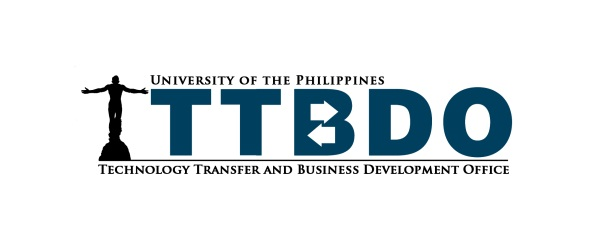 UNIVERSITY OF THE PHILIPPINES
TTBDO
TECHNOLOGY TRANSFER AND BUSINESS DEVELOPMENT OFFICE